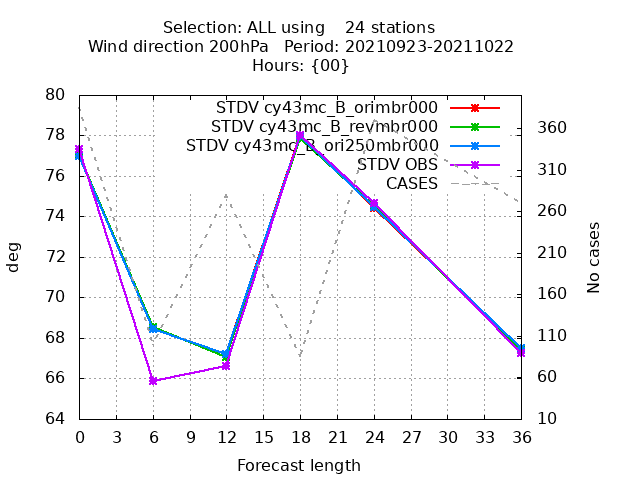 Selection: ALL using    24 stations
Wind direction 200hPa   Period: 20210923-20211022
Hours: {00}
STDV cy43mc_B_orimbr000
STDV cy43mc_B_revmbr000
STDV cy43mc_B_ori250mbr000
STDV OBS
CASES
deg
80
78
76
74
72
70
68
66
64
No cases
360
310
260
210
160
110
60
10
0 3 6 9 12 15 18 21 24 27 30 33 36
Forecast length